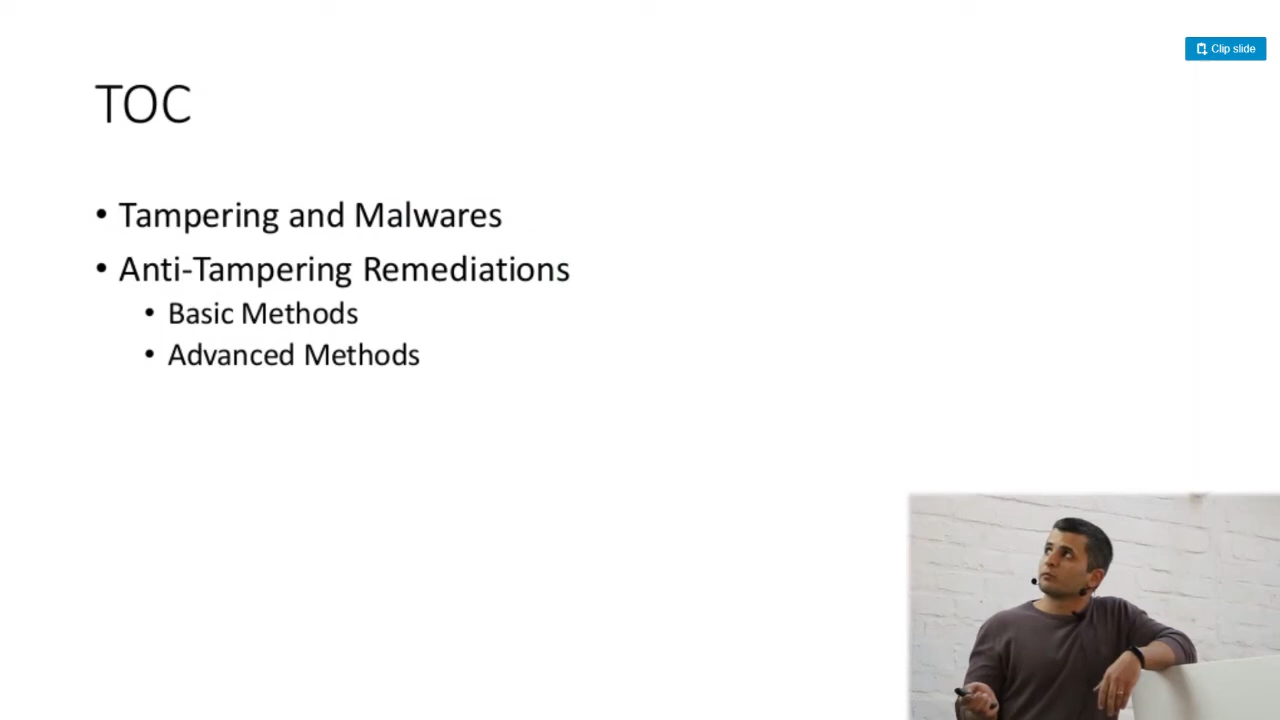 Clip slide
TOC
• Tampering and Malwares
• Anti-Tampering Remediations
• Basic Methods
• Advanced Methods